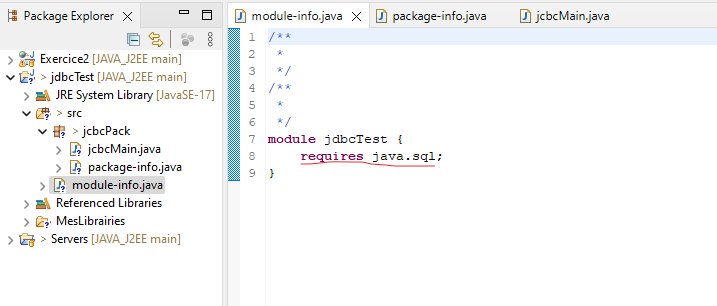 Package Explorer
Exercice2 [JAVA_J2EE main]
> jdbcTest [JAVA_J2EE main]
JRE System Library [JavaSE-17]
> src
> jcbcPack
jcbcMain.java
package-info.java
module-info.java
Referenced Libraries
MesLibrairies
> Servers [JAVA_J2EE main]
module-info.java
package-info.java
jcbcMain.java
1 /**
2 *
3 */
4 /**
5 *
6 */
7 module jdbcTest {
8 requires java.sql;
9 }